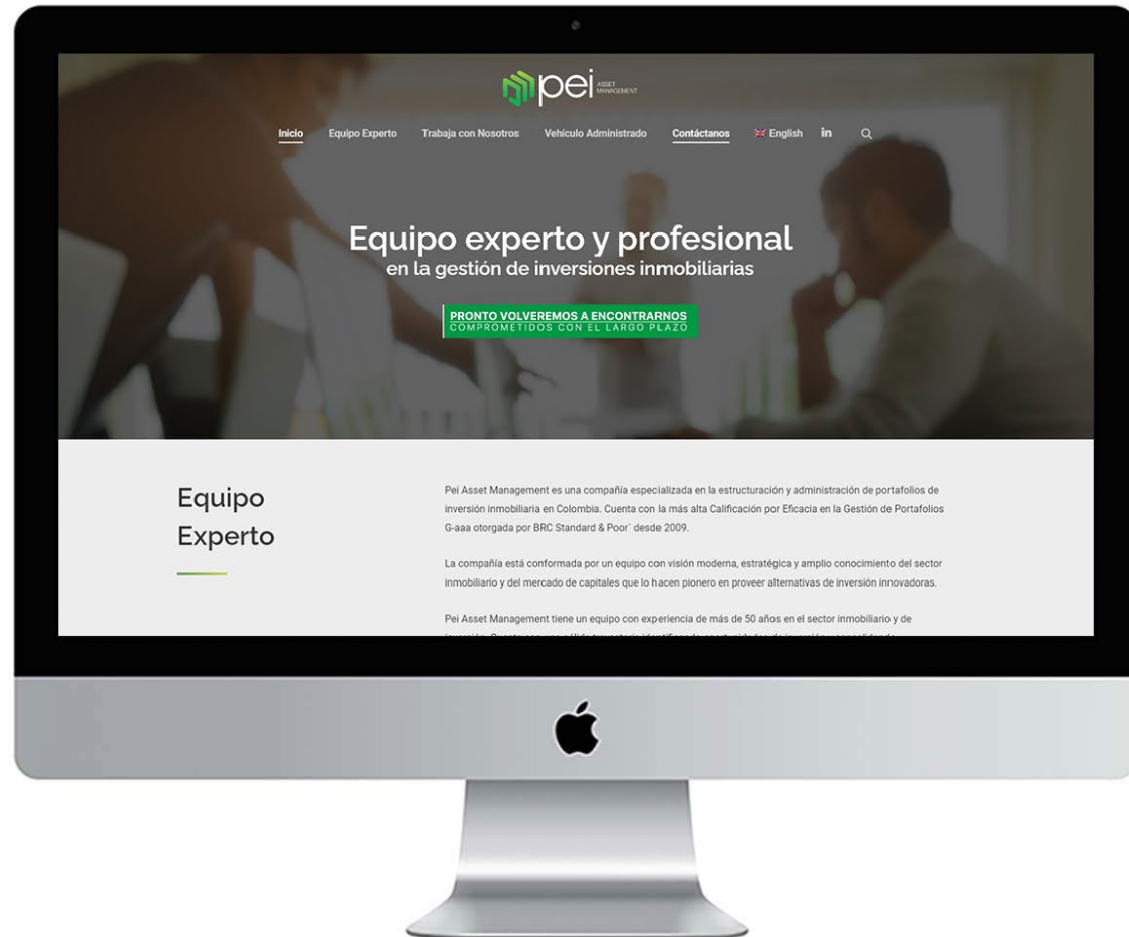 pei ASSET
MANAGEMENT
Inicio Equipo Experto Trabaja con Nosotros Vehículo Administrado Contáctanos English in
Equipo experto y profesional
en la gestión de inversiones inmobiliarias
PRONTO VOLVEREMOS A ENCONTRARNOS
COMPROMETIDOS CON EL LARGO PLAZO
Equipo
Experto
Pei Asset Management es una compañía especializada en la estructuración y administración de portafolios de
inversión inmobiliaria en Colombia. Cuenta con la más alta Calificación por Eficacia en la Gestión de Portafolios
G-aaa otorgada por BRC Standard & Poor´ desde 2009.
La compañía está conformada por un equipo con visión moderna, estratégica y amplio conocimiento del sector
inmobiliario y del mercado de capitales que lo hacen pionero en proveer alternativas de inversión innovadoras.
Pei Asset Management tiene un equipo con experiencia de más de 50 años en el sector inmobiliario y de